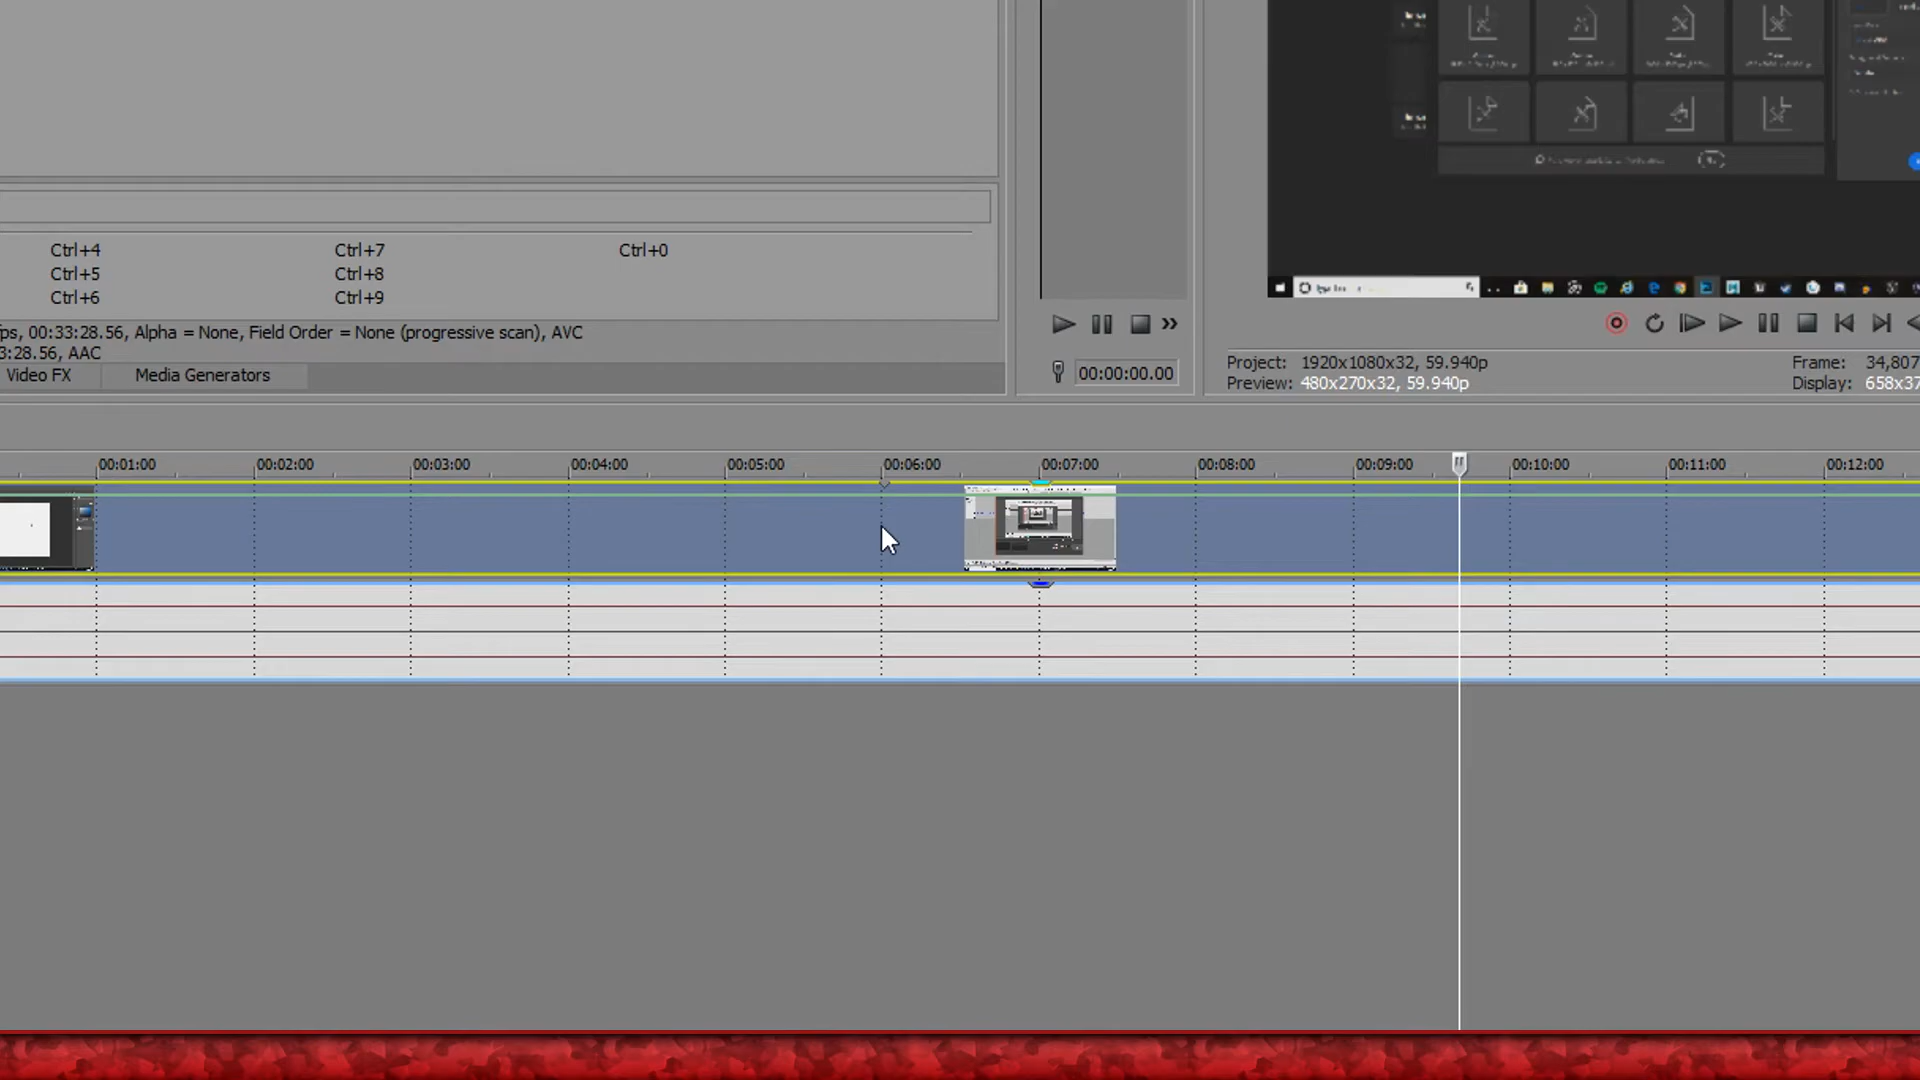 Ctrl+4 Ctrl+7 Ctrl+0
Ctrl+5 Ctrl+8
Ctrl+6 Ctrl+9
fps, 00:33:28.56, Alpha = None, Field Order = None (progressive scan), AVC
3:28.56, AAC
Video FX Media Generators
00:00:00.00
Project: 1920x1080x32, 59.940p
Preview: 480x270x32, 59.940p
Frame: 34,807
Display: 658x37
00:01:00 00:02:00 00:03:00 00:04:00 00:05:00 00:06:00 00:07:00 00:08:00 00:09:00 00:10:00 00:11:00 00:12:00